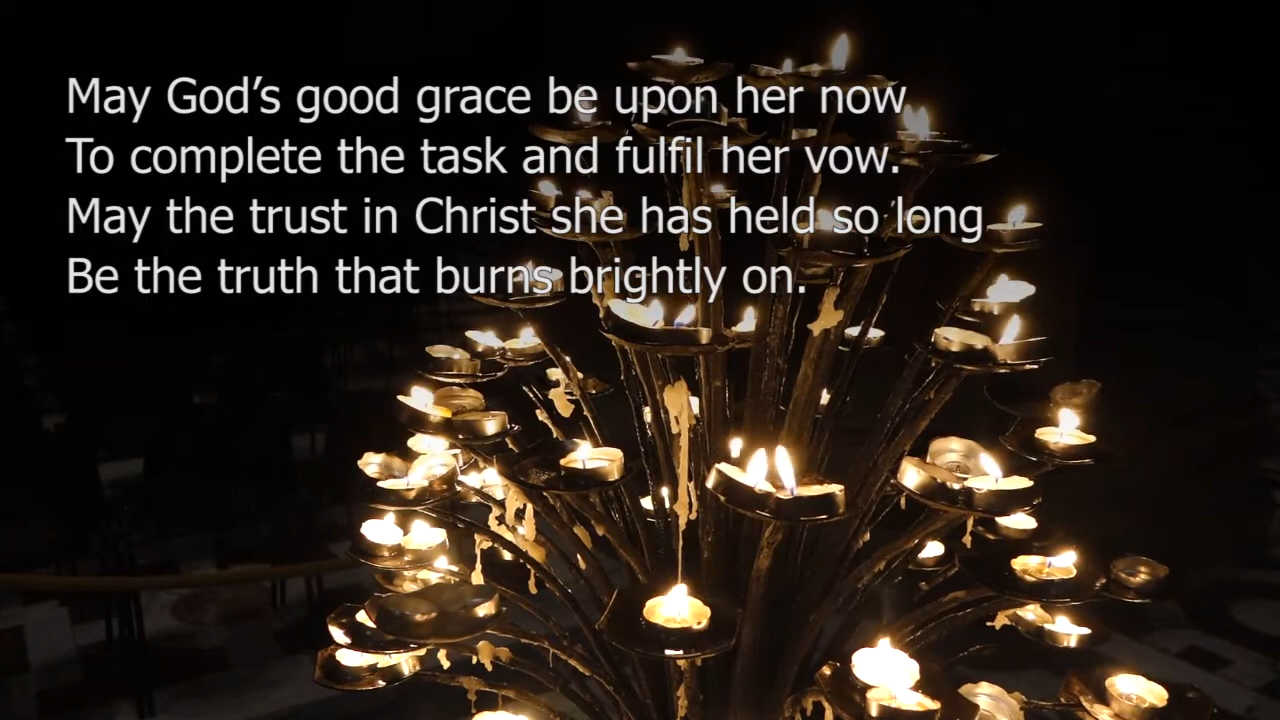 May God’s good grace be upon her now
To complete the task and fulfil her vow.
May the trust in Christ she has held so long
Be the truth that burns brightly on.